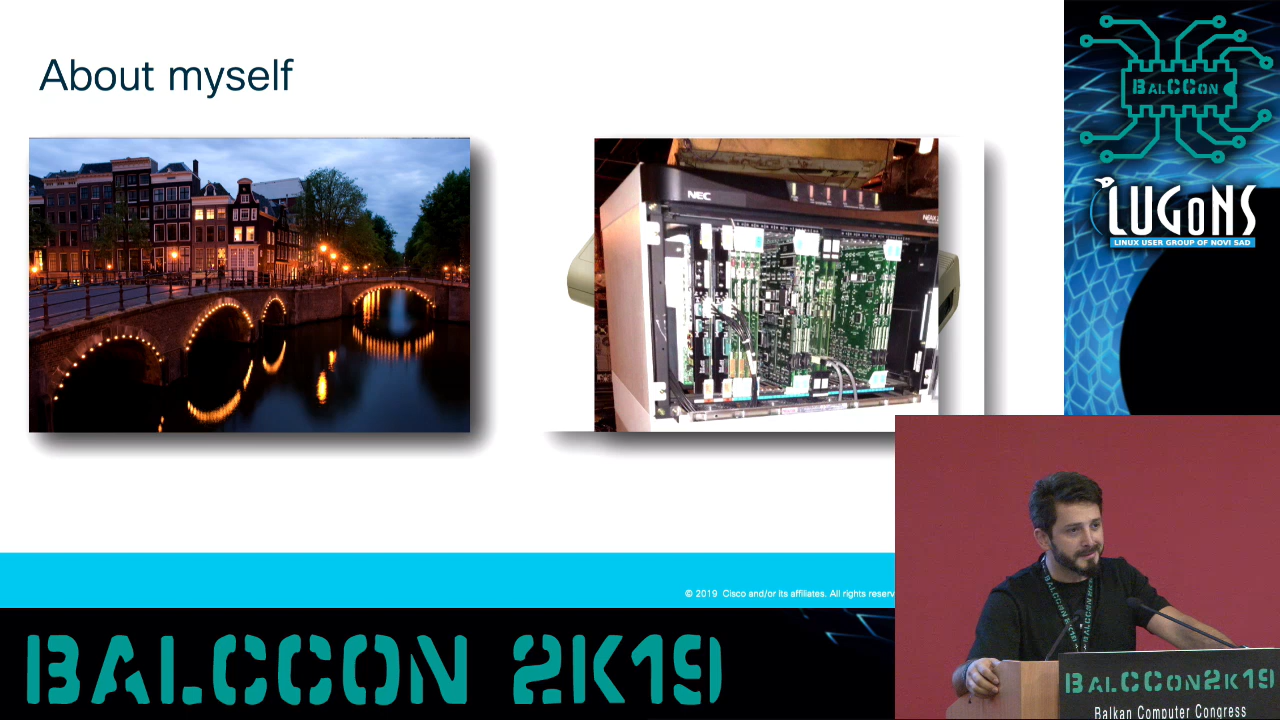 About myself
BALCCON
LUGONS
LINUX USER GROUP OF NOVI SAD
NEC
© 2019 Cisco and/or its affiliates. All rights reserv
BALCCON 2K19
BALCCON2K19
Balkan Computer Congress